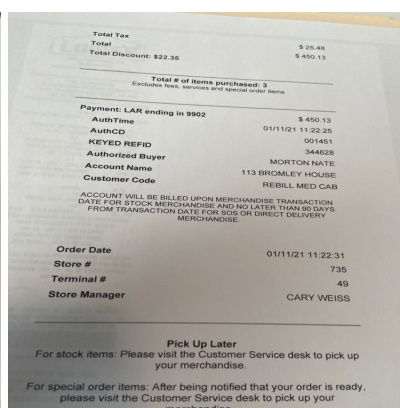 Total Tax $ 25.48
Total $ 450.13
Total Discount: $22.35
Total # of items purchased: 3
Excludes fees, services and special order items
Payment: LAR ending in 9902 $ 450.13
AuthTime 01/11/21 11:22:25
AuthCD 001451
KEYED REFID 344628
Authorized Buyer MORTON NATE
Account Name 113 BROMLEY HOUSE
Customer Code REBILL MED CAB
ACCOUNT WILL BE BILLED UPON MERCHANDISE TRANSACTION
DATE FOR STOCK MERCHANDISE AND NO LATER THAN 90 DAYS
FROM TRANSACTION DATE FOR SOS OR DIRECT DELIVERY
MERCHANDISE.
Order Date 01/11/21 11:22:31
Store # 735
Terminal # 49
Store Manager CARY WEISS
Pick Up Later
For stock items: Please visit the Customer Service desk to pick up
your merchandise.
For special order items: After being notified that your order is ready,
please visit the Customer Service desk to pick up your
merchandise.